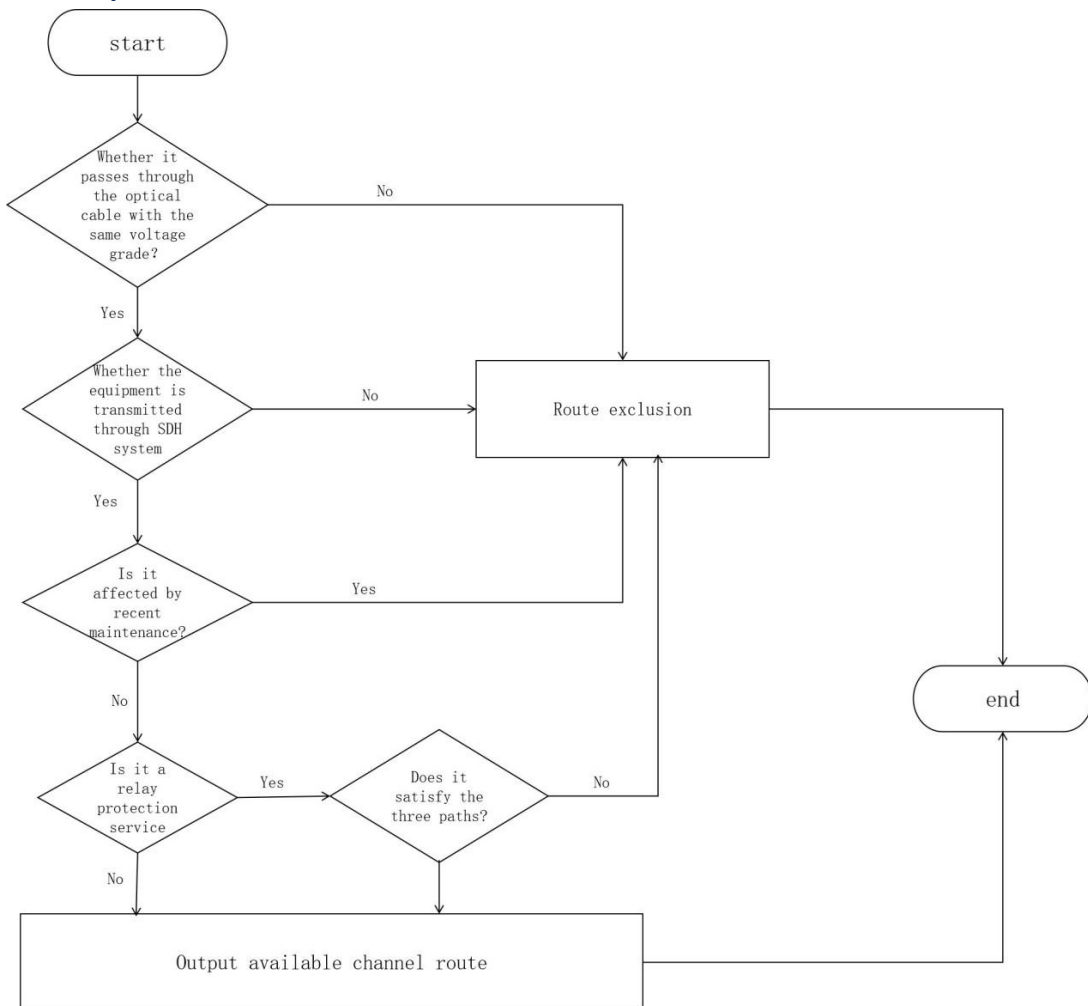 start
Whether it
passes through
the optical
cable with the
same voltage
grade?
No
Yes
Whether the
equipment is
transmitted
through SDH
system
No
Route exclusion
Yes
Is it
affected by
recent
maintenance?
Yes
No
end
Is it a
relay
protection
service
Yes
Does it
satisfy the
three paths?
No
No
Output available channel route